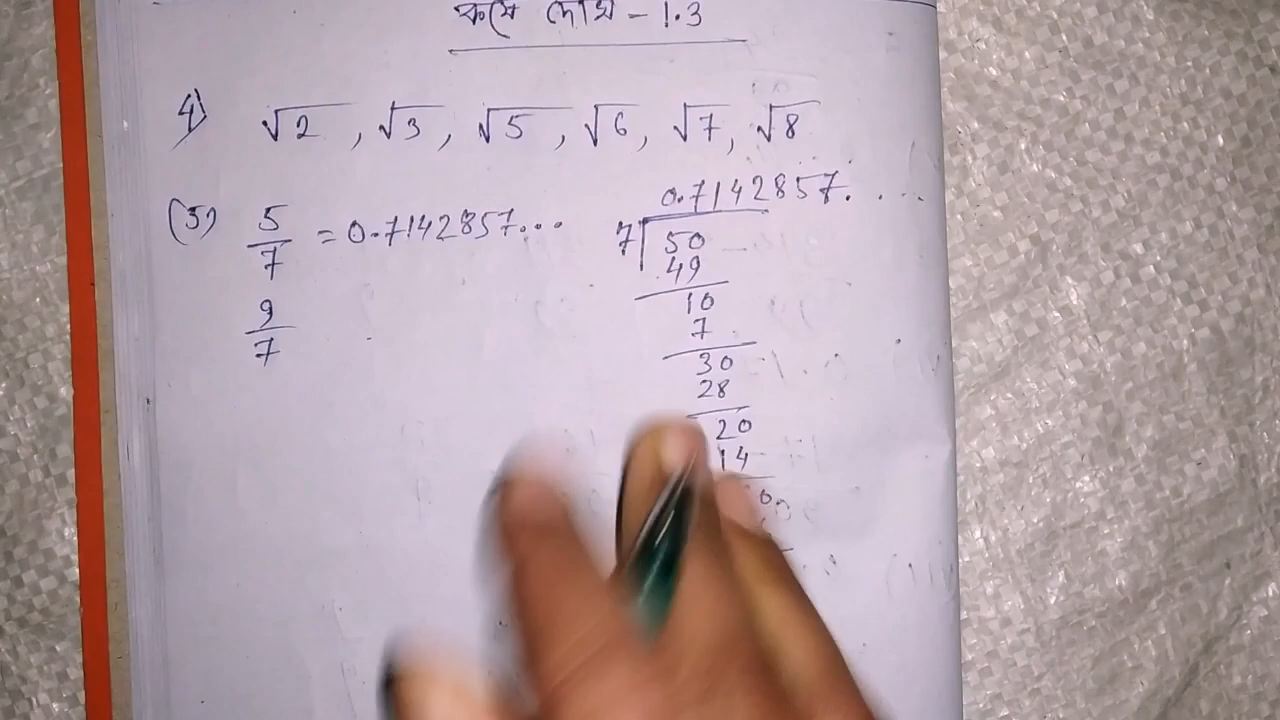 কষে দেখি – 1.3
4) √2 , √3 , √5 , √6 , √7 , √8
(5) 5/7 = 0.7142857...
9/7
0.7142857. . . .
7 50
49
10
7
30
28
20
14